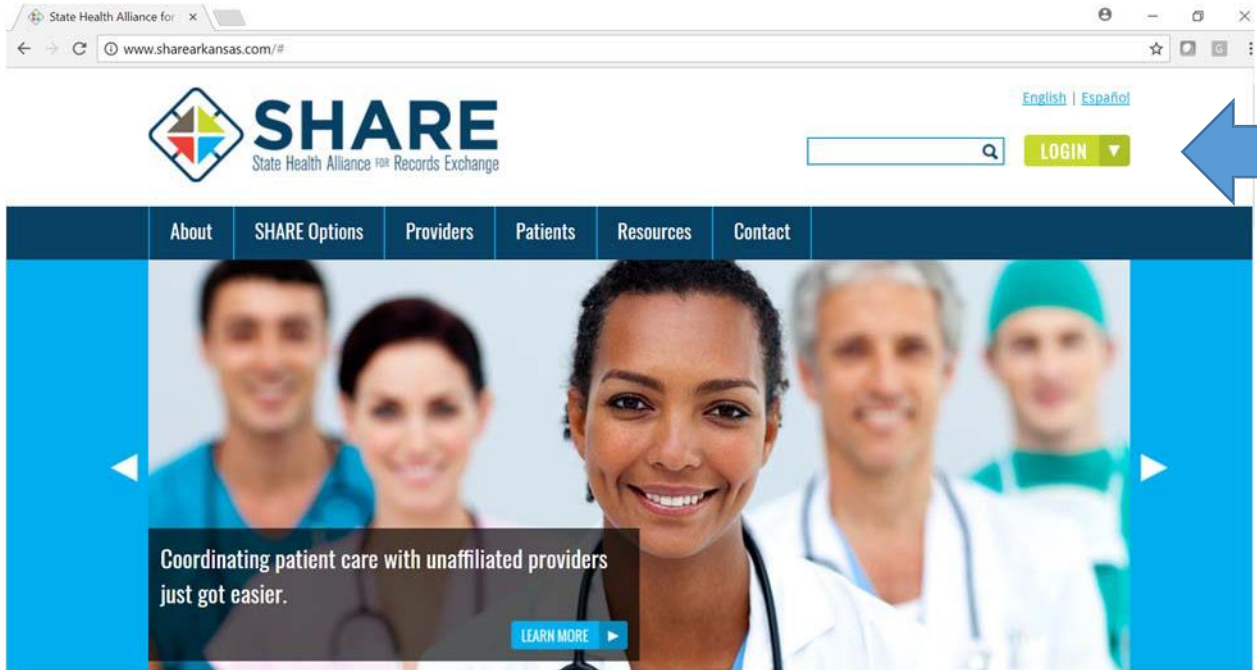 State Health Alliance for
www.sharearkansas.com/#
English | Español
SHARE
State Health Alliance FOR Records Exchange
LOGIN
About SHARE Options Providers Patients Resources Contact
Coordinating patient care with unaffiliated providers
just got easier.
LEARN MORE